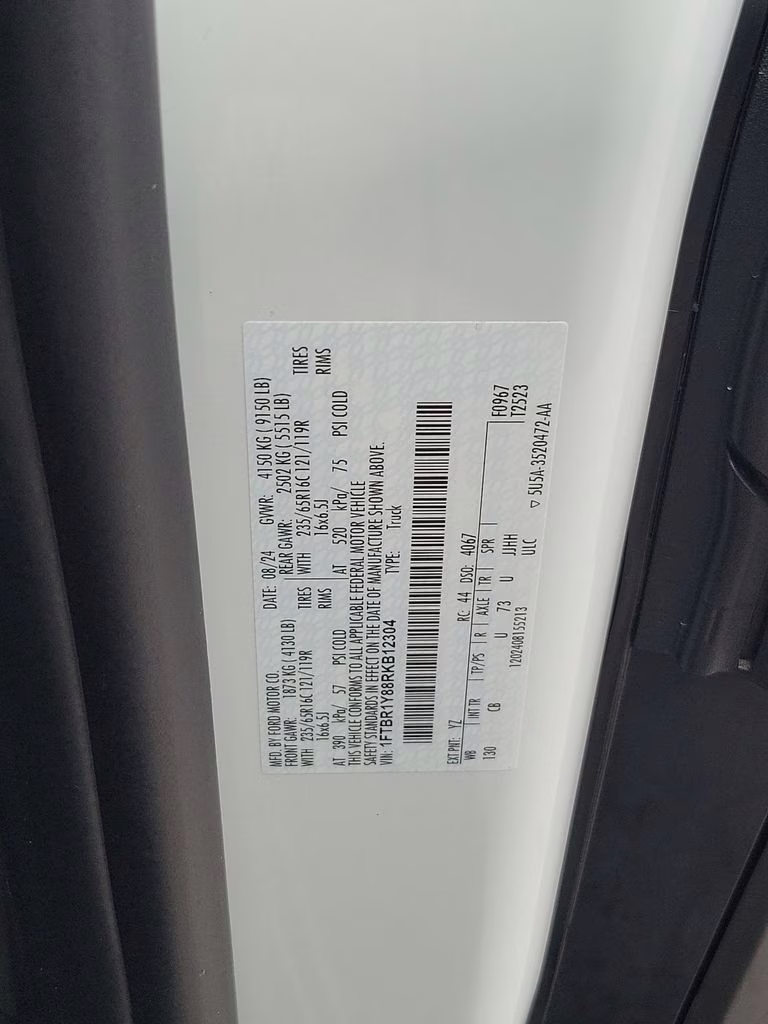 MFD. BY FORD MOTOR CO.
DATE: 08/24 GVWR: 4150 KG ( 9150 LB)
FRONT GAWR: 1873 KG ( 4130 LB) REAR GAWR: 2502 KG ( 5515 LB)
WITH 235/65R16C 121/119R TIRES WITH 235/65R16C 121/119R TIRES
16x6.5J RIMS 16x6.5J RIMS
AT 390 kPa/ 57 PSI COLD AT 520 kPa/ 75 PSI COLD
THIS VEHICLE CONFORMS TO ALL APPLICABLE FEDERAL MOTOR VEHICLE
SAFETY STANDARDS IN EFFECT ON THE DATE OF MANUFACTURE SHOWN ABOVE.
VIN: 1FTBR1Y88RKB12304 TYPE: Truck
EXT PNT: YZ RC: 44 DSO: 4067
WB INT TR TP/PS R AXLE TR SPR F0967
130 CB U 73 U JJHH T2523
1202408155213 ULC
▽ 5U5A-3520472-AA